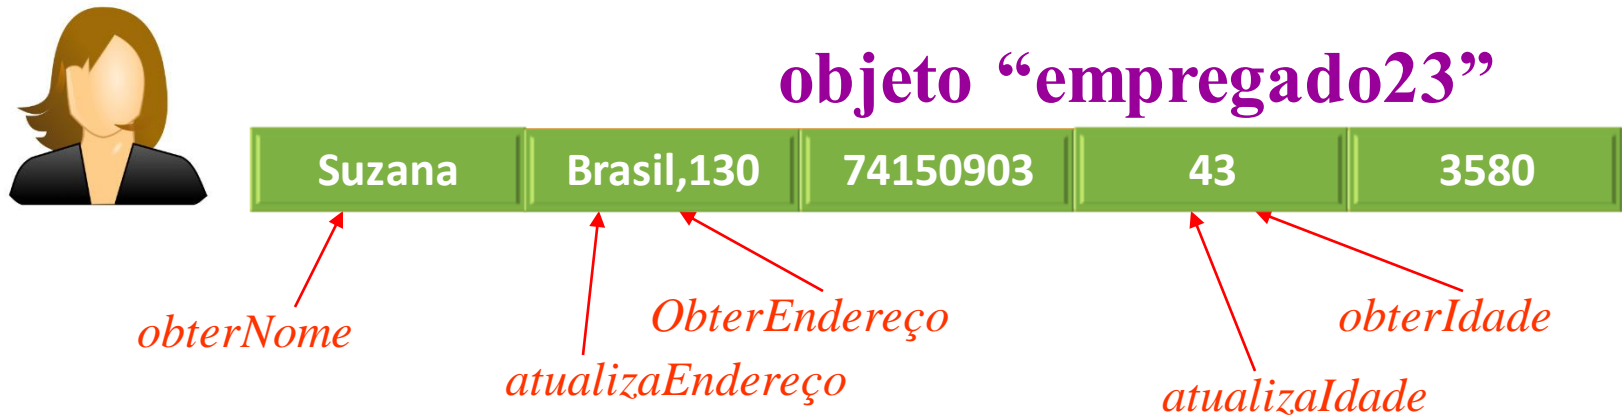 objeto “empregado23”
Suzana
Brasil,130
74150903
43
3580
obterNome
ObterEndereço
obterIdade
atualizaEndereço
atualizaIdade